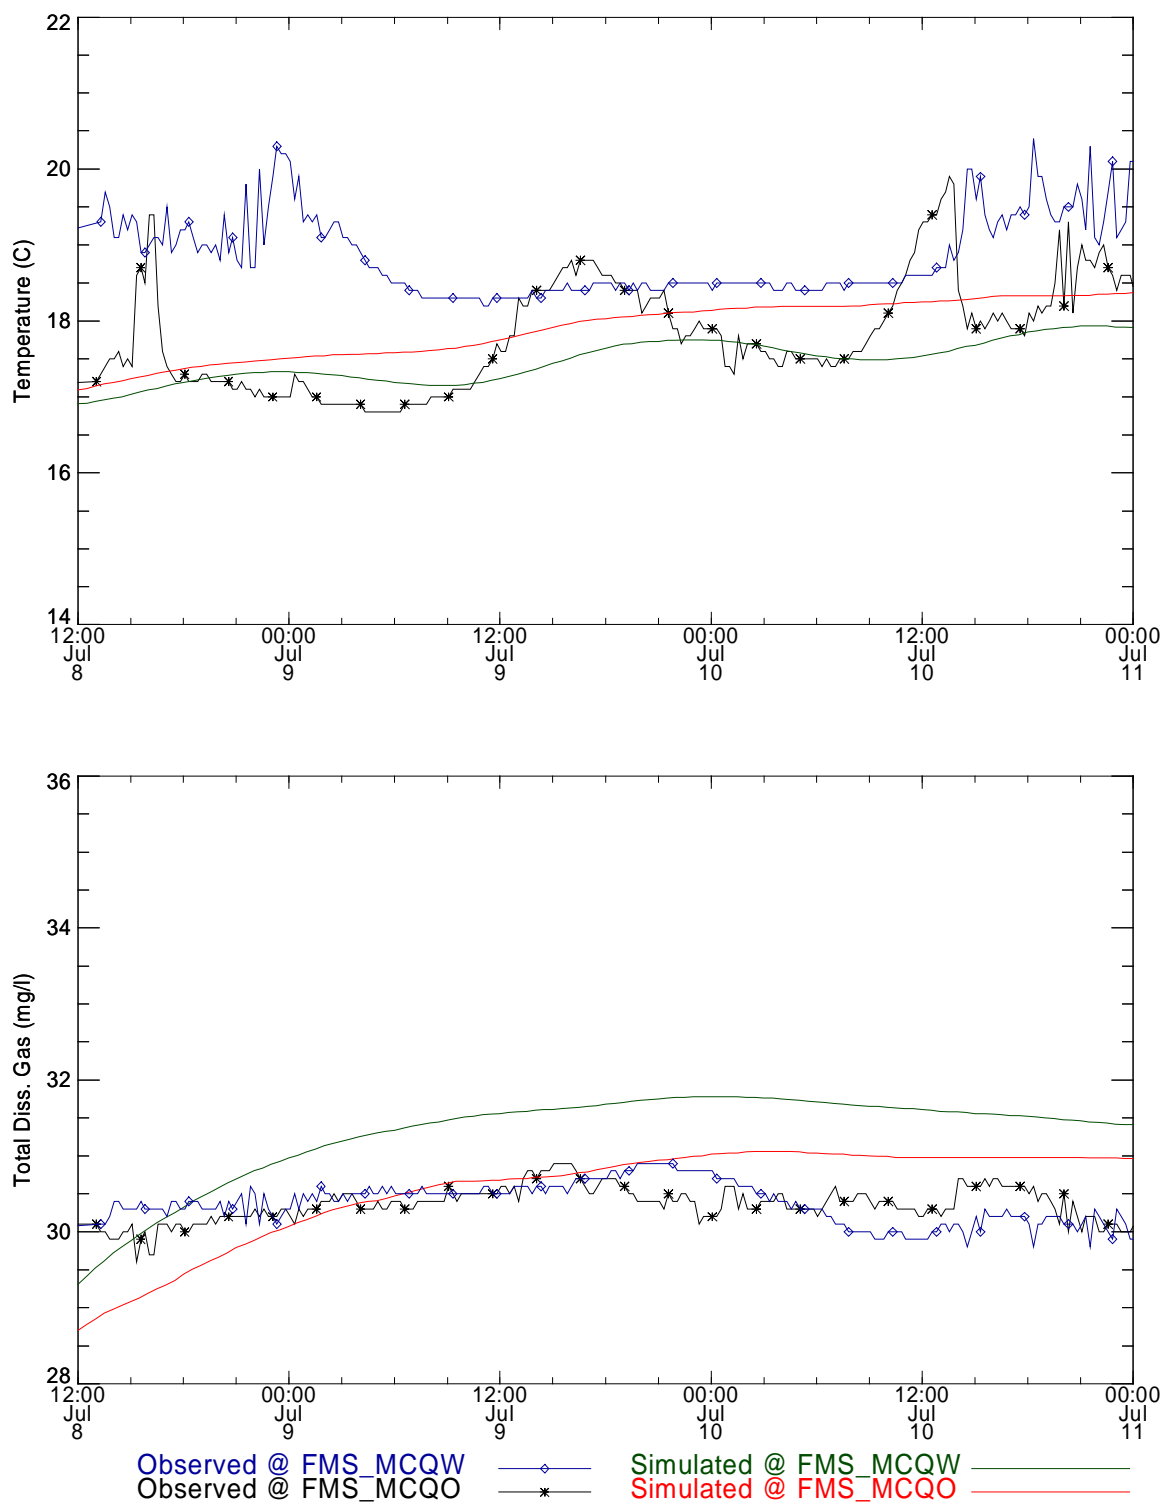 22
20
18
16
14
Temperature (C)
12:00 00:00 12:00 00:00 12:00 00:00
Jul Jul Jul Jul Jul Jul
8 9 9 10 10 11
36
34
32
30
28
Total Diss. Gas (mg/l)
12:00 00:00 12:00 00:00 12:00 00:00
Jul Jul Jul Jul Jul Jul
8 9 9 10 10 11
Observed @ FMS_MCQW Simulated @ FMS_MCQW
Observed @ FMS_MCQO Simulated @ FMS_MCQO